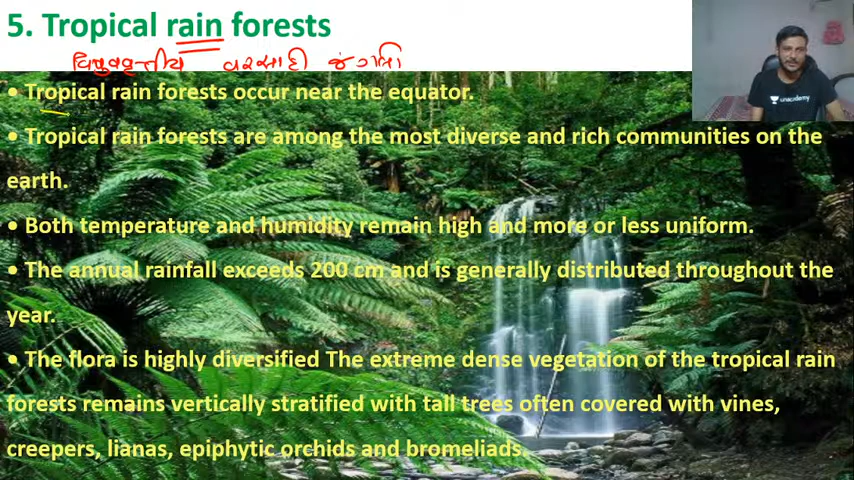 5. Tropical rain forests
વિષુવવૃત્તીય વરસાદી જંગલો
• Tropical rain forests occur near the equator.
• Tropical rain forests are among the most diverse and rich communities on the
earth.
• Both temperature and humidity remain high and more or less uniform.
• The annual rainfall exceeds 200 cm and is generally distributed throughout the
year.
• The flora is highly diversified The extreme dense vegetation of the tropical rain
forests remains vertically stratified with tall trees often covered with vines,
creepers, lianas, epiphytic orchids and bromeliads.
unacademy